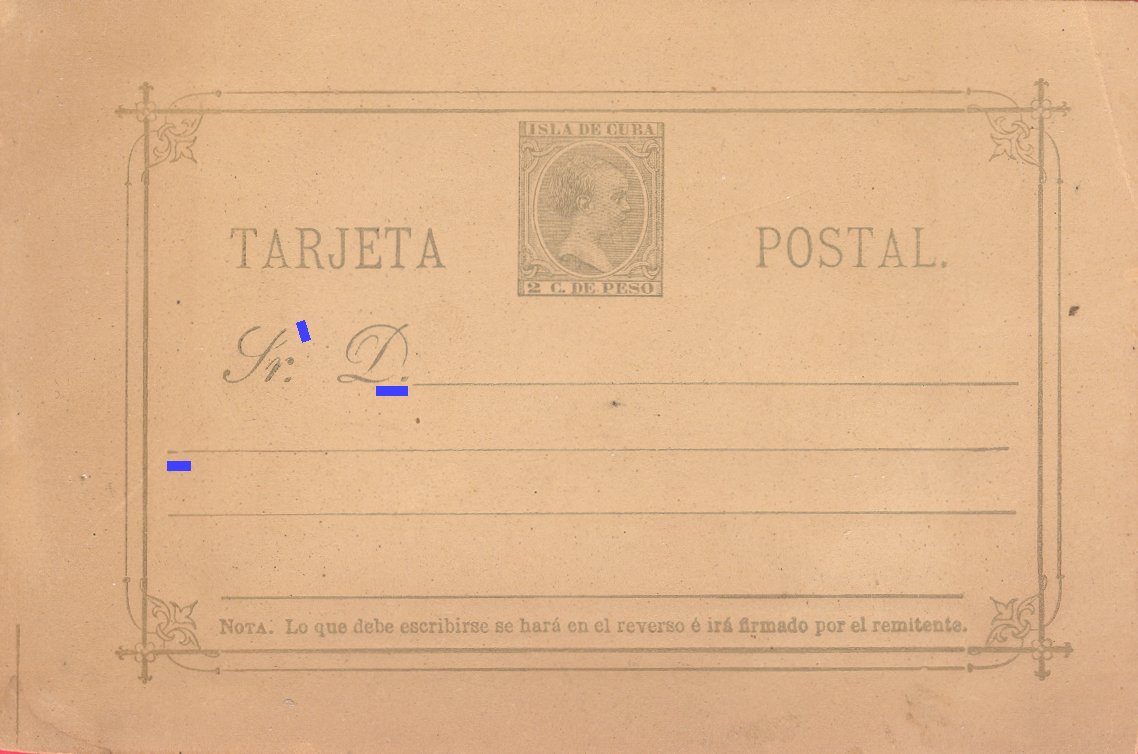 ISLA DE CUBA
2 C. DE PESO
TARJETA POSTAL.
Sr. D.
NOTA. Lo que debe escribirse se hará en el reverso é irá firmado por el remitente.